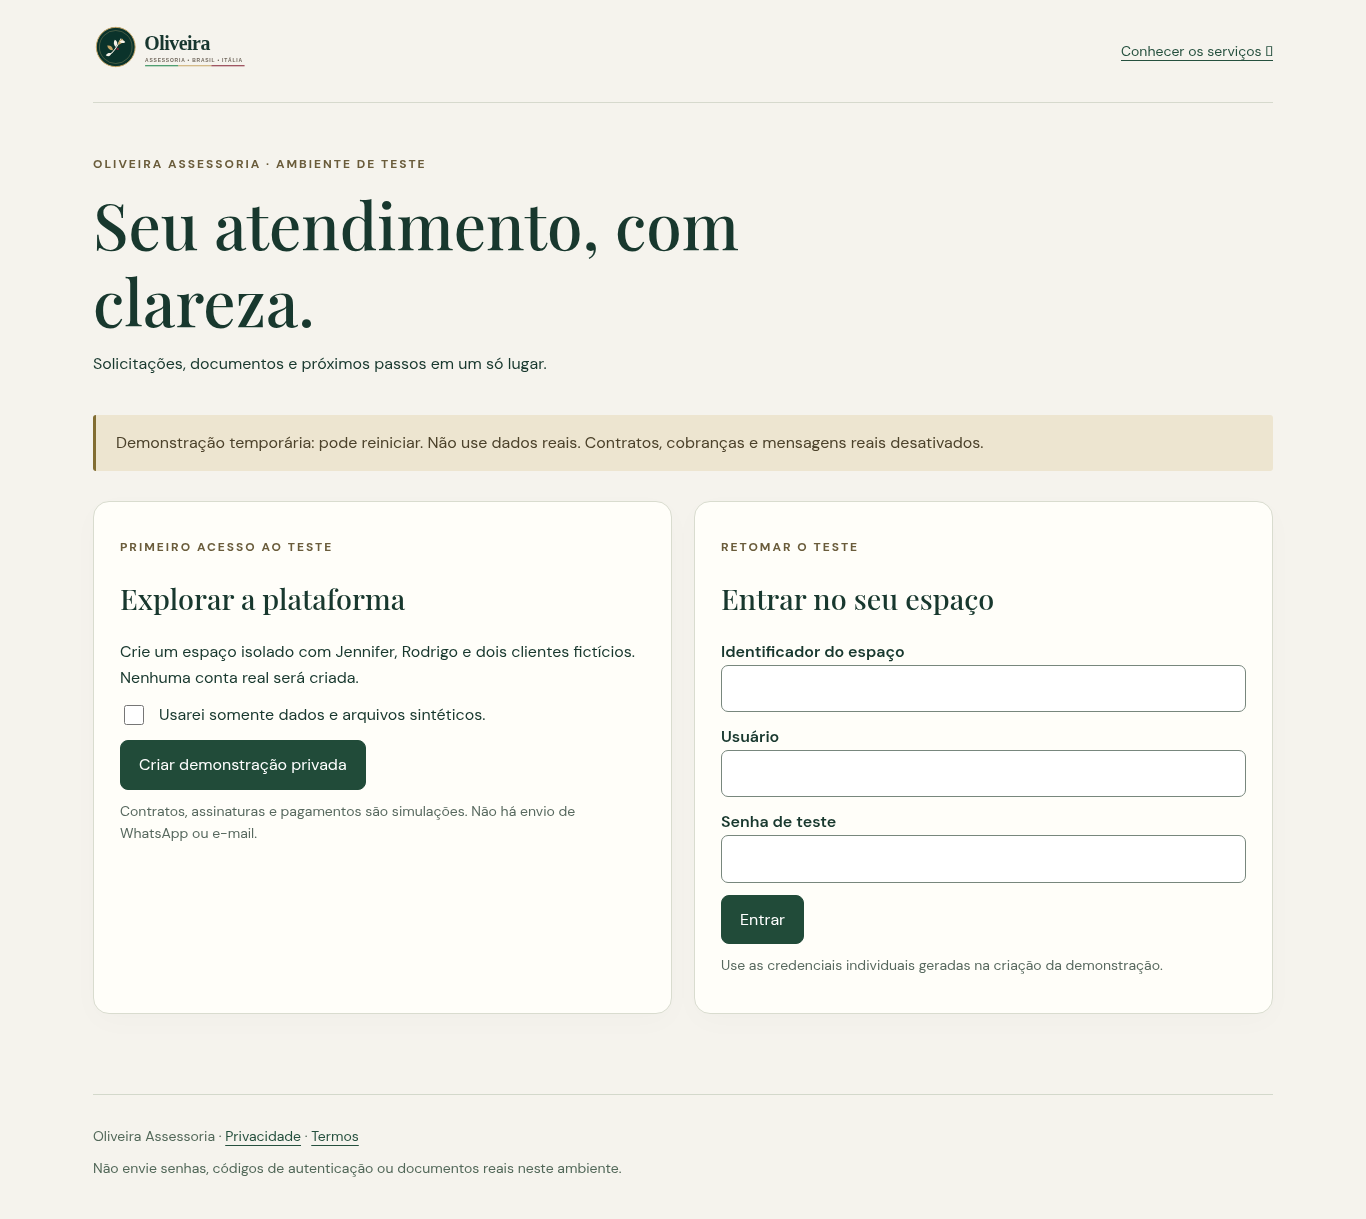 Oliveira
ASSESSORIA • BRASIL • ITÁLIA
Conhecer os serviços
OLIVEIRA ASSESSORIA · AMBIENTE DE TESTE
Seu atendimento, com
clareza.
Solicitações, documentos e próximos passos em um só lugar.
Demonstração temporária: pode reiniciar. Não use dados reais. Contratos, cobranças e mensagens reais desativados.
PRIMEIRO ACESSO AO TESTE
Explorar a plataforma
Crie um espaço isolado com Jennifer, Rodrigo e dois clientes fictícios.
Nenhuma conta real será criada.
Usarei somente dados e arquivos sintéticos.
Criar demonstração privada
Contratos, assinaturas e pagamentos são simulações. Não há envio de
WhatsApp ou e-mail.
RETOMAR O TESTE
Entrar no seu espaço
Identificador do espaço
Usuário
Senha de teste
Entrar
Use as credenciais individuais geradas na criação da demonstração.
Oliveira Assessoria · Privacidade · Termos
Não envie senhas, códigos de autenticação ou documentos reais neste ambiente.